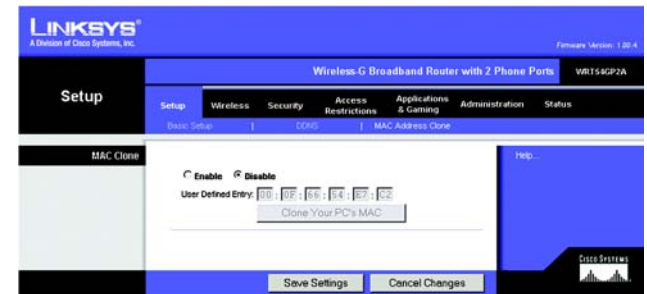 LINKSYS®
A Division of Cisco Systems, Inc.
Firmware Version: 1.00.4
Wireless-G Broadband Router with 2 Phone Ports WRT54GP2A
Setup
Setup Wireless Security Access Restrictions Applications & Gaming Administration Status
Basic Setup | DDNS | MAC Address Clone
MAC Clone
Help...
Enable Disable
User Defined Entry: 00 : 0F : 66 : 54 : E7 : C2
Clone Your PC's MAC
CISCO SYSTEMS
Save Settings Cancel Changes